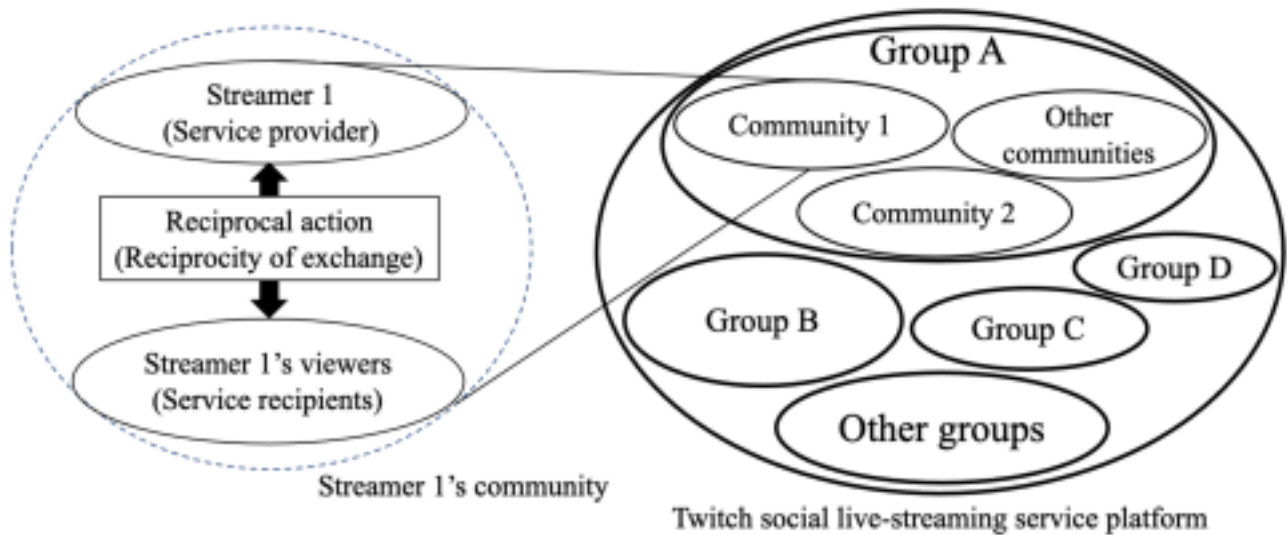 Streamer 1
(Service provider)
Reciprocal action
(Reciprocity of exchange)
Streamer 1’s viewers
(Service recipients)
Streamer 1’s community
Group A
Community 1
Other
communities
Community 2
Group D
Group B
Group C
Other groups
Twitch social live-streaming service platform